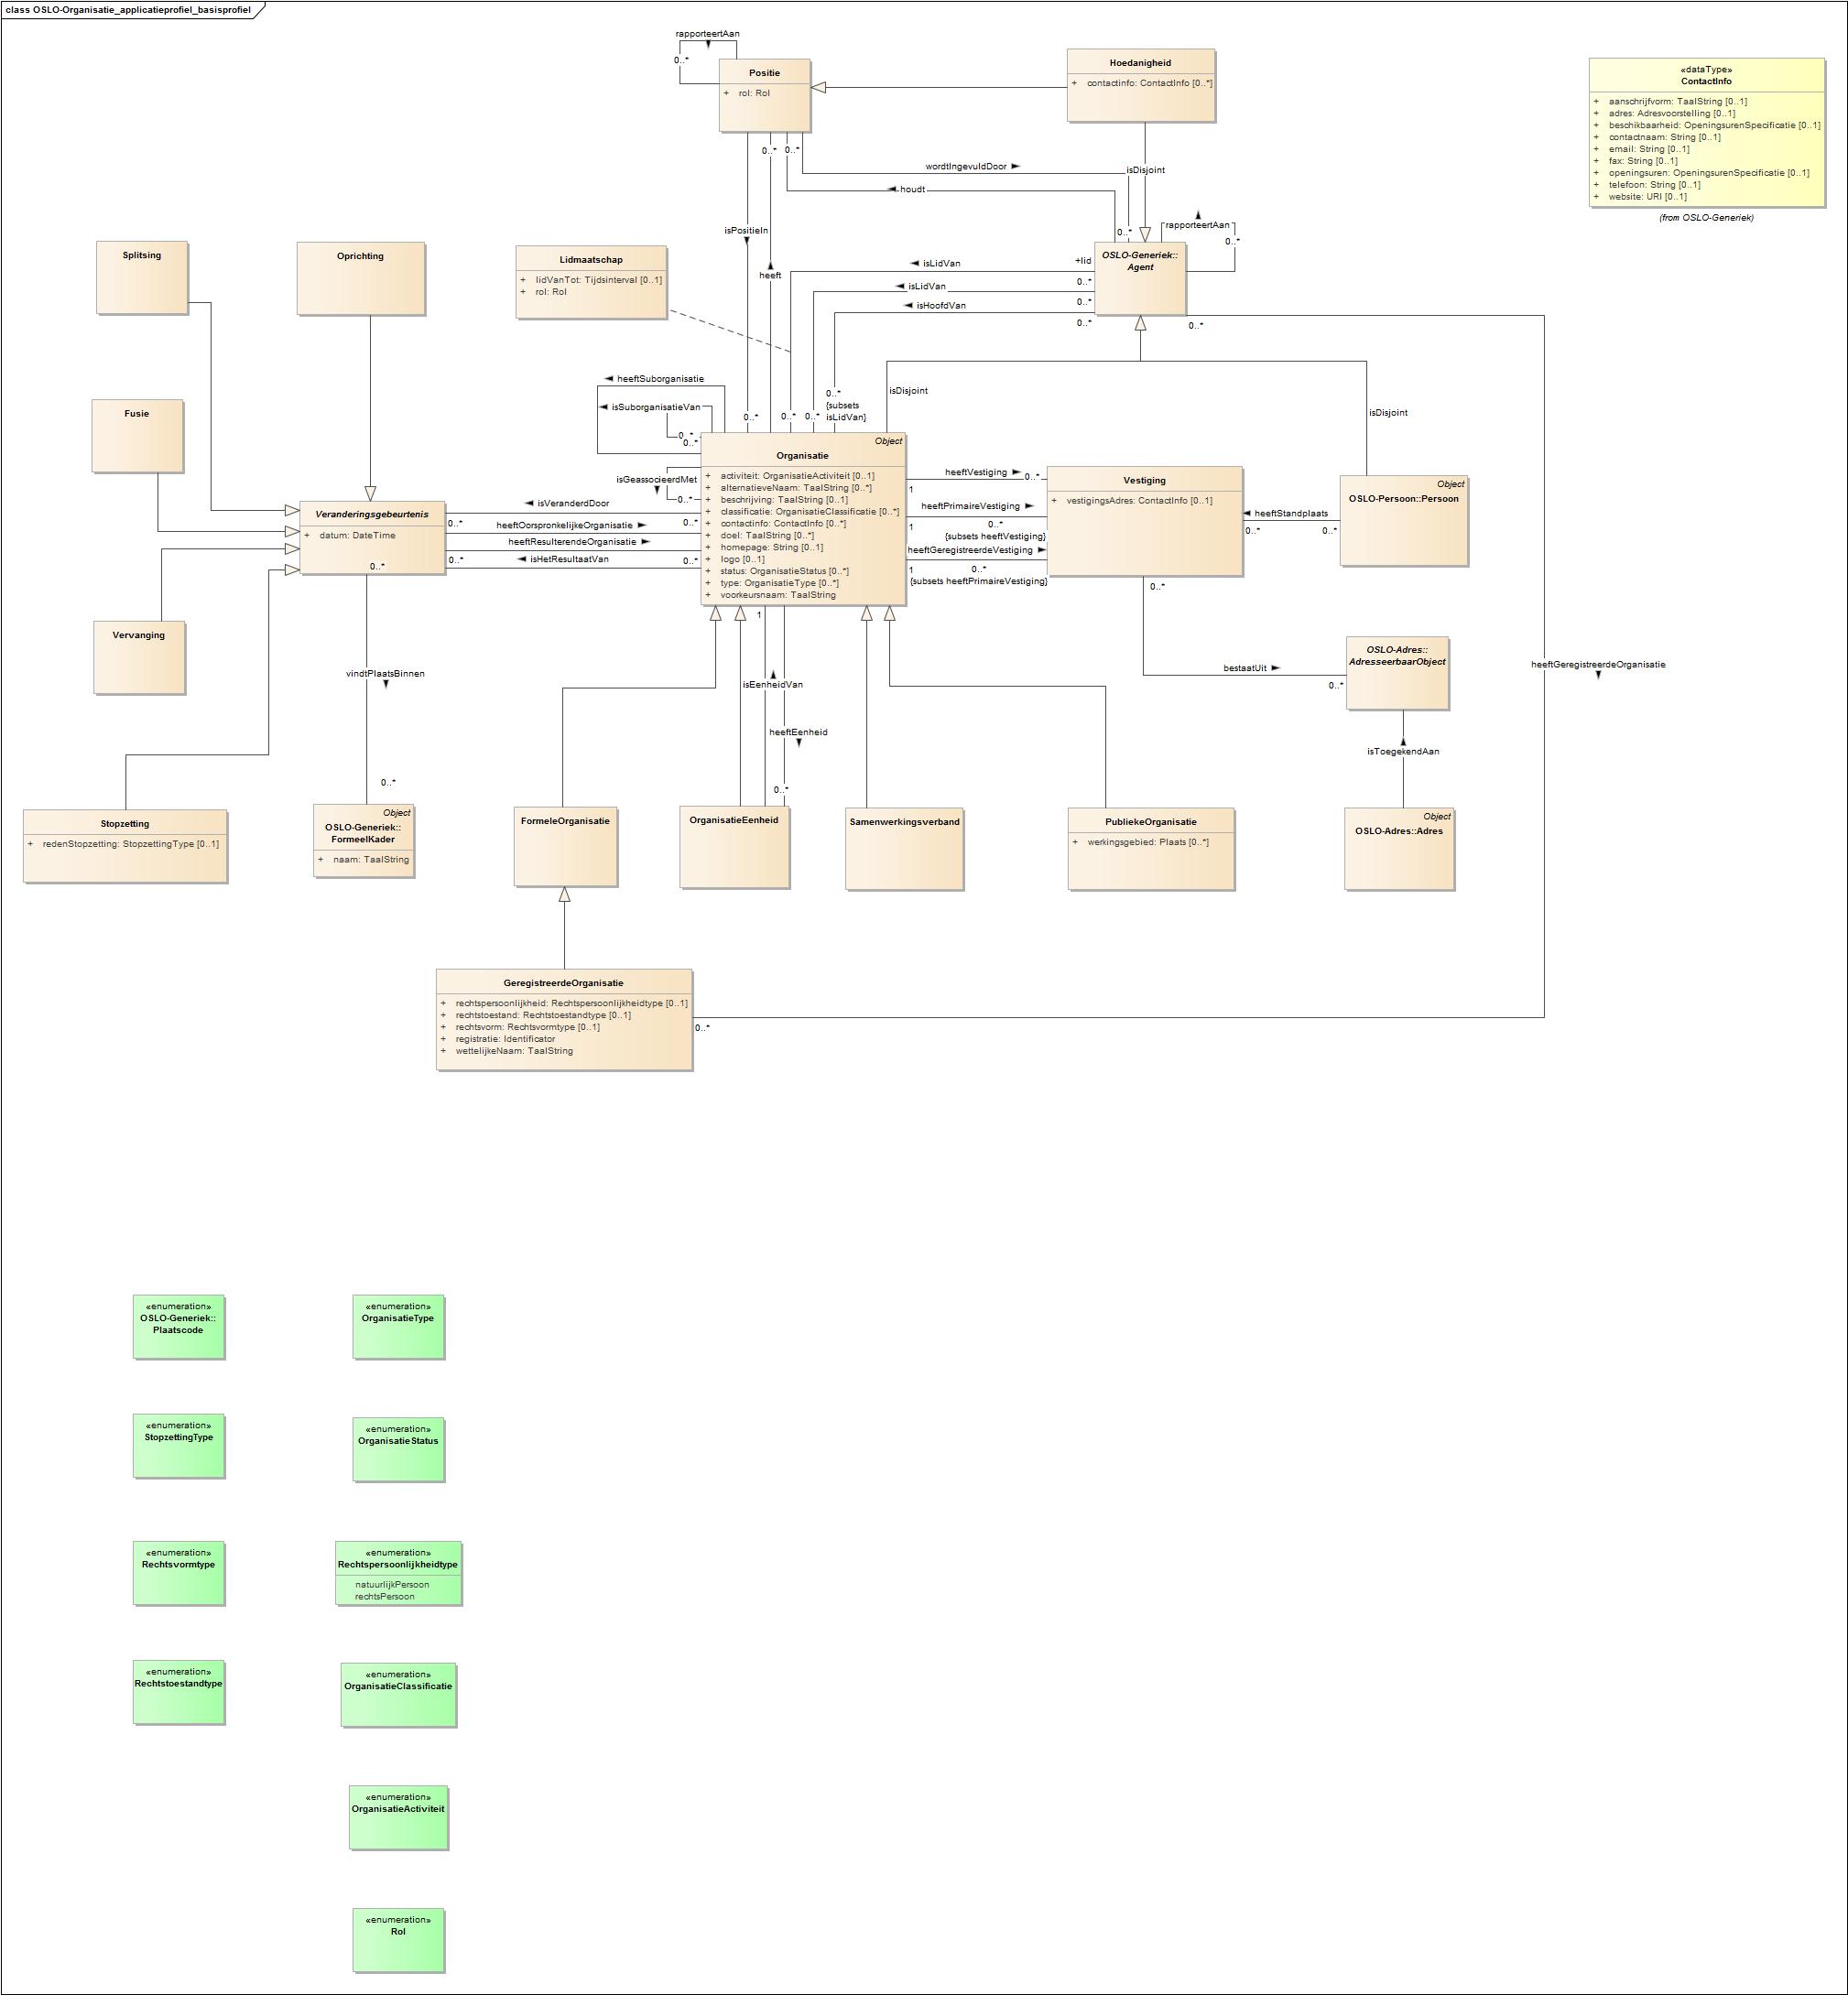 class OSLO-Organisatie_applicatieprofiel_basisprofiel
rapporteertAan
0..*
Positie
+ rol: Rol
Hoedanigheid
+ contactinfo: ContactInfo [0..*]
«dataType»
ContactInfo
+ aanschrijfvorm: TaalString [0..1]
+ adres: Adresvoorstelling [0..1]
+ beschikbaarheid: OpeningsurenSpecificatie [0..1]
+ contactnaam: String [0..1]
+ email: String [0..1]
+ fax: String [0..1]
+ openingsuren: OpeningsurenSpecificatie [0..1]
+ telefoon: String [0..1]
+ website: URI [0..1]
(from OSLO-Generiek)
0..*
0..*
wordtIngevuldDoor
isDisjoint
houdt
isPositieIn
heeft
0..*
rapporteertAan
0..*
Splitsing
Oprichting
Lidmaatschap
+ lidVanTot: Tijdsinterval [0..1]
+ rol: Rol
isLidVan
+lid
0..*
isLidVan
0..*
isHoofdVan
0..*
OSLO-Generiek::
Agent
0..*
heeftSuborganisatie
isSuborganisatieVan
0..*
0..*
0..*
0..*
0..*
0..*
{subsets
isLidVan}
isDisjoint
isDisjoint
Fusie
Object
Organisatie
+ activiteit: OrganisatieActiviteit [0..1]
+ alternatieveNaam: TaalString [0..*]
+ beschrijving: TaalString [0..1]
+ classificatie: OrganisatieClassificatie [0..*]
+ contactinfo: ContactInfo [0..*]
+ doel: TaalString [0..*]
+ homepage: String [0..1]
+ logo [0..1]
+ status: OrganisatieStatus [0..*]
+ type: OrganisatieType [0..*]
+ voorkeursnaam: TaalString
isGeassocieerdMet
0..*
heeftVestiging
0..*
1
heeftPrimaireVestiging
1
0..*
{subsets heeftVestiging}
heeftGeregistreerdeVestiging
1
0..*
{subsets heeftPrimaireVestiging}
Vestiging
+ vestigingsAdres: ContactInfo [0..1]
heeftStandplaats
0..*
0..*
Object
OSLO-Persoon::Persoon
Veranderingsgebeurtenis
+ datum: DateTime
0..*
isVeranderdDoor
0..*
0..*
heeftOorspronkelijkeOrganisatie
heeftResulterendeOrganisatie
isHetResultaatVan
0..*
0..*
0..*
bestaatUit
0..*
OSLO-Adres::
AdresseerbaarObject
heeftGeregistreerdeOrganisatie
Vervanging
vindtPlaatsBinnen
0..*
1
isEenheidVan
heeftEenheid
0..*
isToegekendAan
Stopzetting
+ redenStopzetting: StopzettingType [0..1]
Object
OSLO-Generiek::
FormeelKader
+ naam: TaalString
FormeleOrganisatie
OrganisatieEenheid
Samenwerkingsverband
PubliekeOrganisatie
+ werkingsgebied: Plaats [0..*]
Object
OSLO-Adres::Adres
GeregistreerdeOrganisatie
+ rechtspersoonlijkheid: Rechtspersoonlijkheidtype [0..1]
+ rechtstoestand: Rechtstoestandtype [0..1]
+ rechtsvorm: Rechtsvormtype [0..1]
+ registratie: Identificator
+ wettelijkeNaam: TaalString
0..*
«enumeration»
OSLO-Generiek::
Plaatscode
«enumeration»
OrganisatieType
«enumeration»
StopzettingType
«enumeration»
OrganisatieStatus
«enumeration»
Rechtsvormtype
«enumeration»
Rechtspersoonlijkheidtype
natuurlijkPersoon
rechtsPersoon
«enumeration»
Rechtstoestandtype
«enumeration»
OrganisatieClassificatie
«enumeration»
OrganisatieActiviteit
«enumeration»
Rol